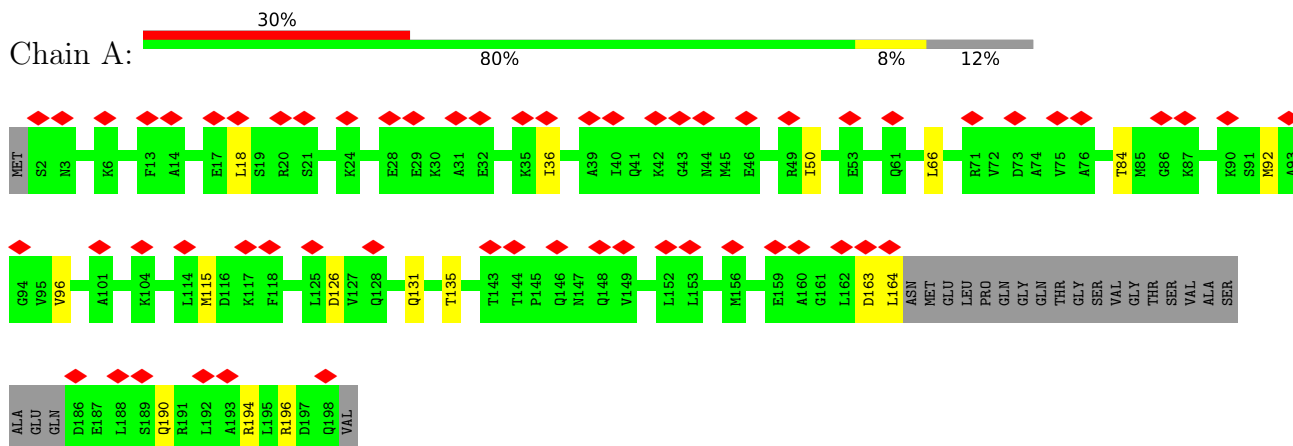 30%
Chain A:
80% 8% 12%
MET S2 N3 K6 F13 A14 E17 L18 S19 R20 S21 K24 E28 E29 K30 A31 E32 K35 I36 A39 I40 Q41 K42 G43 N44 M45 E46 R49 I50 E53 Q61 L66 R71 V72 D73 A74 V75 A76 T84 M85 G86 K87 K90 S91 M92 A93
G94 V95 V96 A101 K104 L114 M115 D116 K117 F118 L125 D126 V127 Q128 Q131 T135 T143 T144 P145 Q146 N147 Q148 V149 L152 L153 M156 E159 A160 G161 L162 D163 L164 ASN MET GLU LEU PRO GLN GLY GLN THR GLY SER VAL GLY THR SER VAL ALA SER
ALA GLU GLN D186 E187 L188 S189 Q190 R191 L192 A193 R194 L195 R196 D197 Q198 VAL